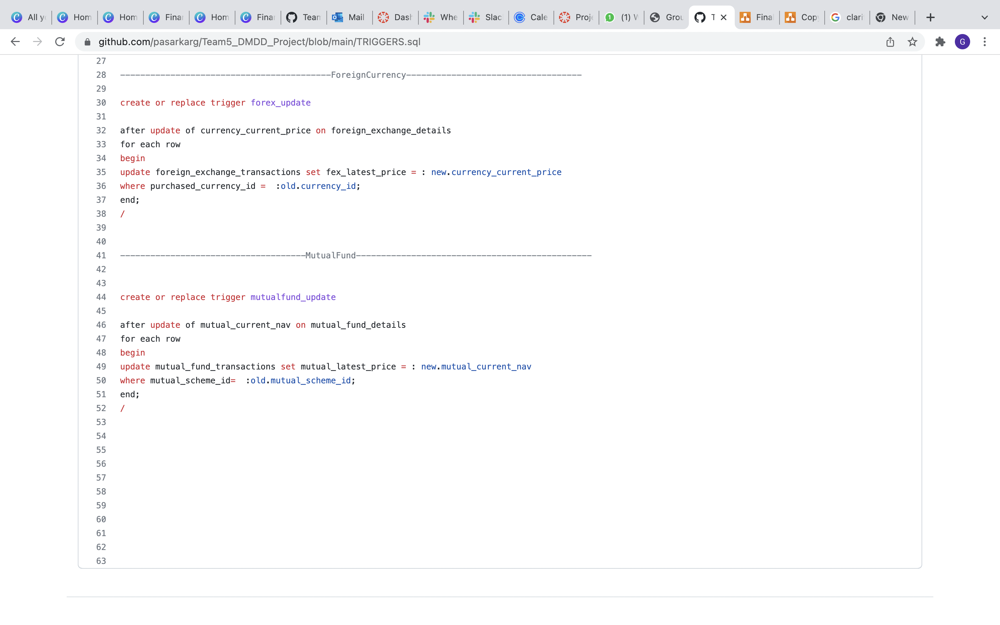 All y Hom Hom Finan Hom Finan Team Mail Dash Whe Slac Cale Proje (1) W Grou T Final Copy clari New
github.com/pasarkarg/Team5_DMDD_Project/blob/main/TRIGGERS.sql G
27
28 ------------------------------------------ForeignCurrency-----------------------------------
29
30 create or replace trigger forex_update
31
32 after update of currency_current_price on foreign_exchange_details
33 for each row
34 begin
35 update foreign_exchange_transactions set fex_latest_price = : new.currency_current_price
36 where purchased_currency_id =  :old.currency_id;
37 end;
38 /
39
40
41 -------------------------------------MutualFund-----------------------------------------------
42
43
44 create or replace trigger mutualfund_update
45
46 after update of mutual_current_nav on mutual_fund_details
47 for each row
48 begin
49 update mutual_fund_transactions set mutual_latest_price = : new.mutual_current_nav
50 where mutual_scheme_id=  :old.mutual_scheme_id;
51 end;
52 /
53
54
55
56
57
58
59
60
61
62
63